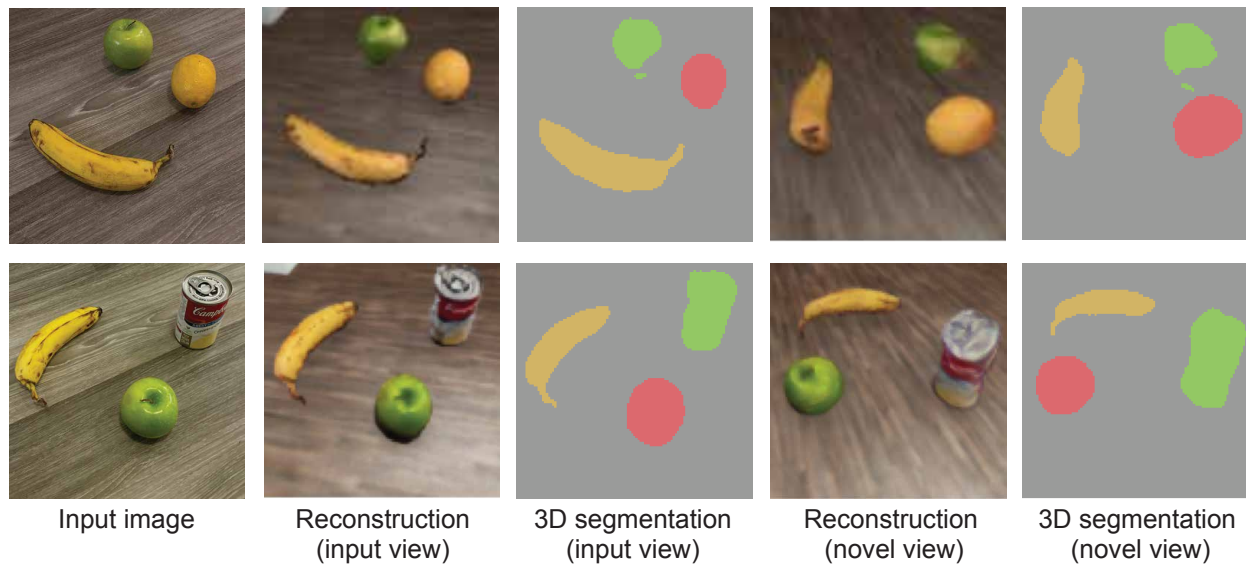 Campbell's
Input image
Reconstruction
(input view)
3D segmentation
(input view)
Reconstruction
(novel view)
3D segmentation
(novel view)